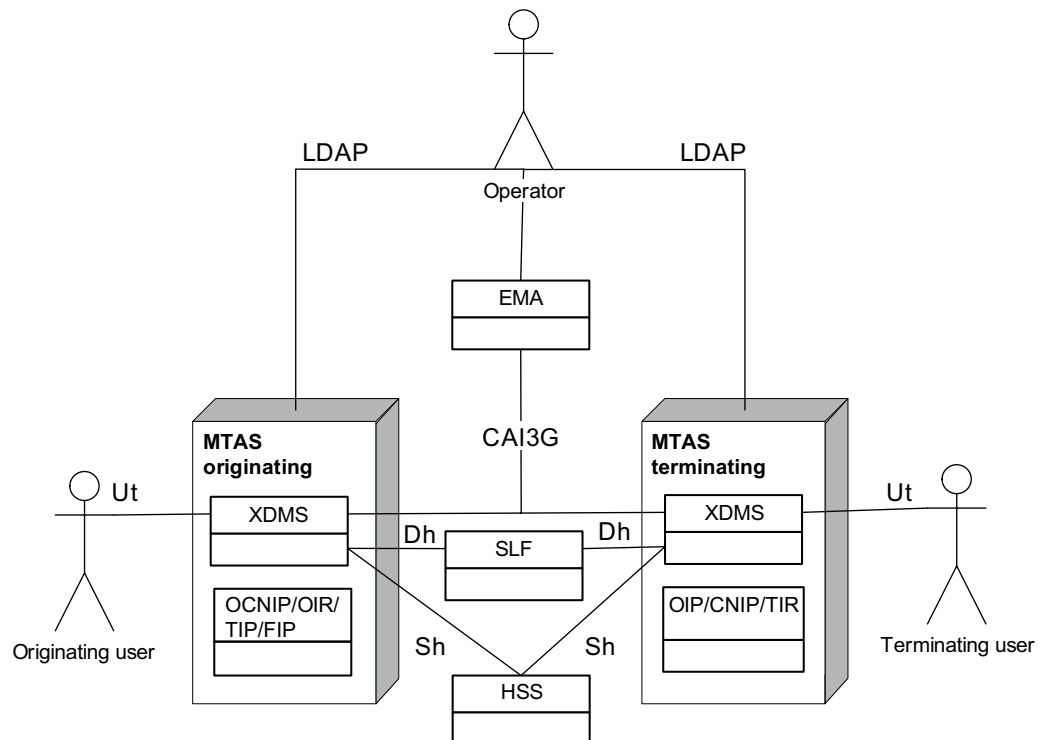 LDAP
LDAP
Operator
EMA
CAI3G
MTAS
originating
MTAS
terminating
Ut
Ut
XDMS
XDMS
Dh
SLF
Dh
OCNIP/OIR/
TIP/FIP
OIP/CNIP/TIR
Originating user
Terminating user
Sh
Sh
HSS